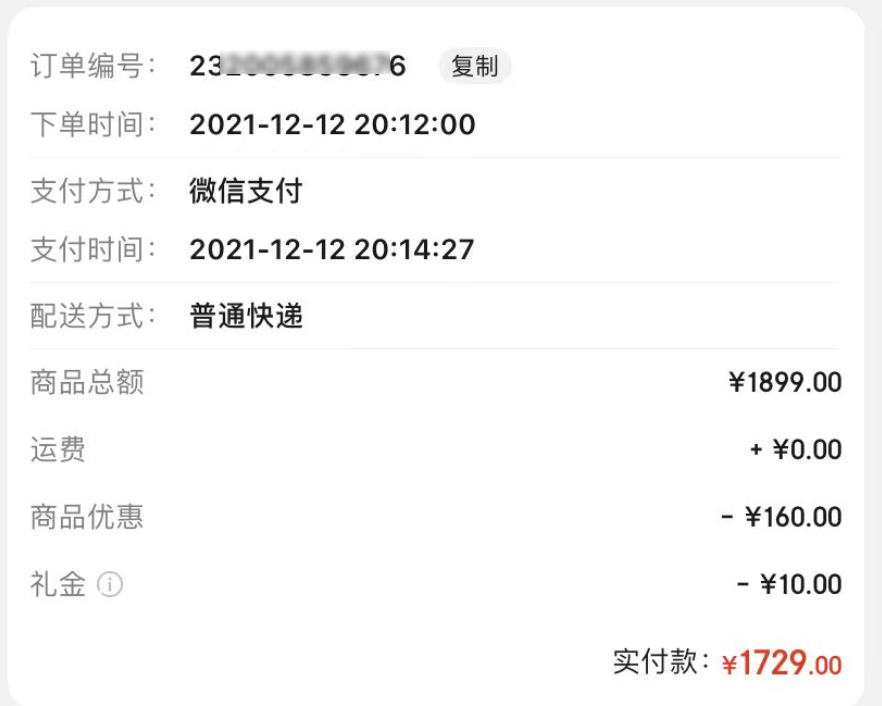 订单编号： 23 6 复制
下单时间： 2021-12-12 20:12:00
支付方式： 微信支付
支付时间： 2021-12-12 20:14:27
配送方式： 普通快递
商品总额 ¥1899.00
运费 + ¥0.00
商品优惠 - ¥160.00
礼金 - ¥10.00
实付款： ¥1729.00